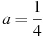 a = 1/4